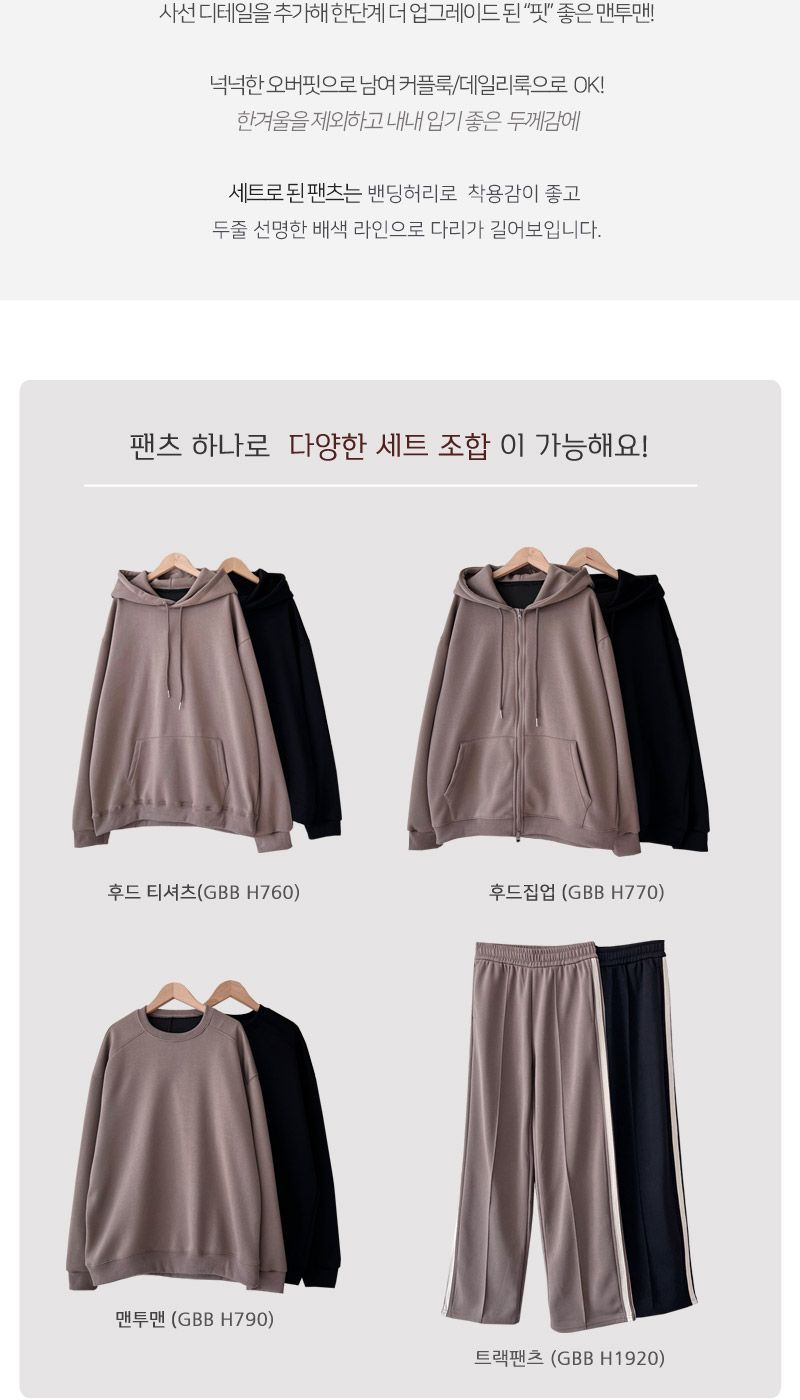 사선 디테일을 추가해 한단계 더 업그레이드 된 “핏” 좋은 맨투맨!
넉넉한 오버핏으로 남여 커플룩/데일리룩으로 OK!
한겨울을 제외하고 내내 입기 좋은 두께감에
세트로 된 팬츠는 밴딩허리로 착용감이 좋고
두줄 선명한 배색 라인으로 다리가 길어보입니다.
팬츠 하나로 다양한 세트 조합 이 가능해요!
후드 티셔츠(GBB H760)
후드집업 (GBB H770)
맨투맨 (GBB H790)
트랙팬츠 (GBB H1920)